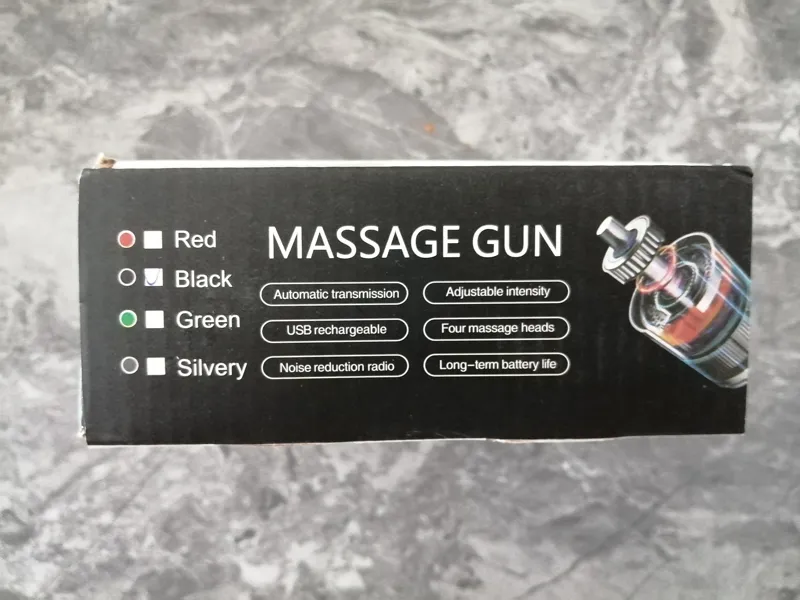 MASSAGE GUN
Red
Black
Green
Silvery
Automatic transmission
Adjustable intensity
USB rechargeable
Four massage heads
Noise reduction radio
Long-term battery life